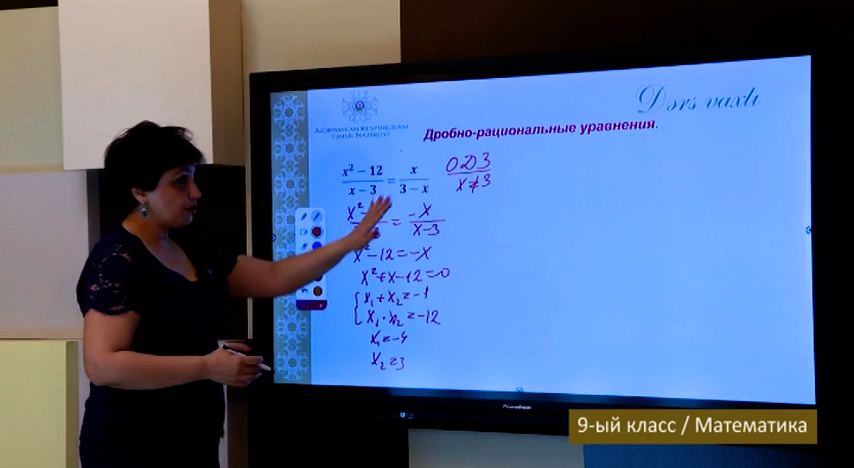 Dərs vaxtı
AZƏRBAYCAN RESPUBLİKASI
TƏHSİL NAZİRLİYİ
Дробно-рациональные уравнения.
x² − 12 / x − 3 = x / 3 − x
ОДЗ
x ≠ 3
x² = -x / x-3
x² - 12 = -x
x² + x - 12 = 0
x₁ + x₂ = -1
x₁ · x₂ = -12
x₁ = -4
x₂ = 3
9-ый класс / Математика